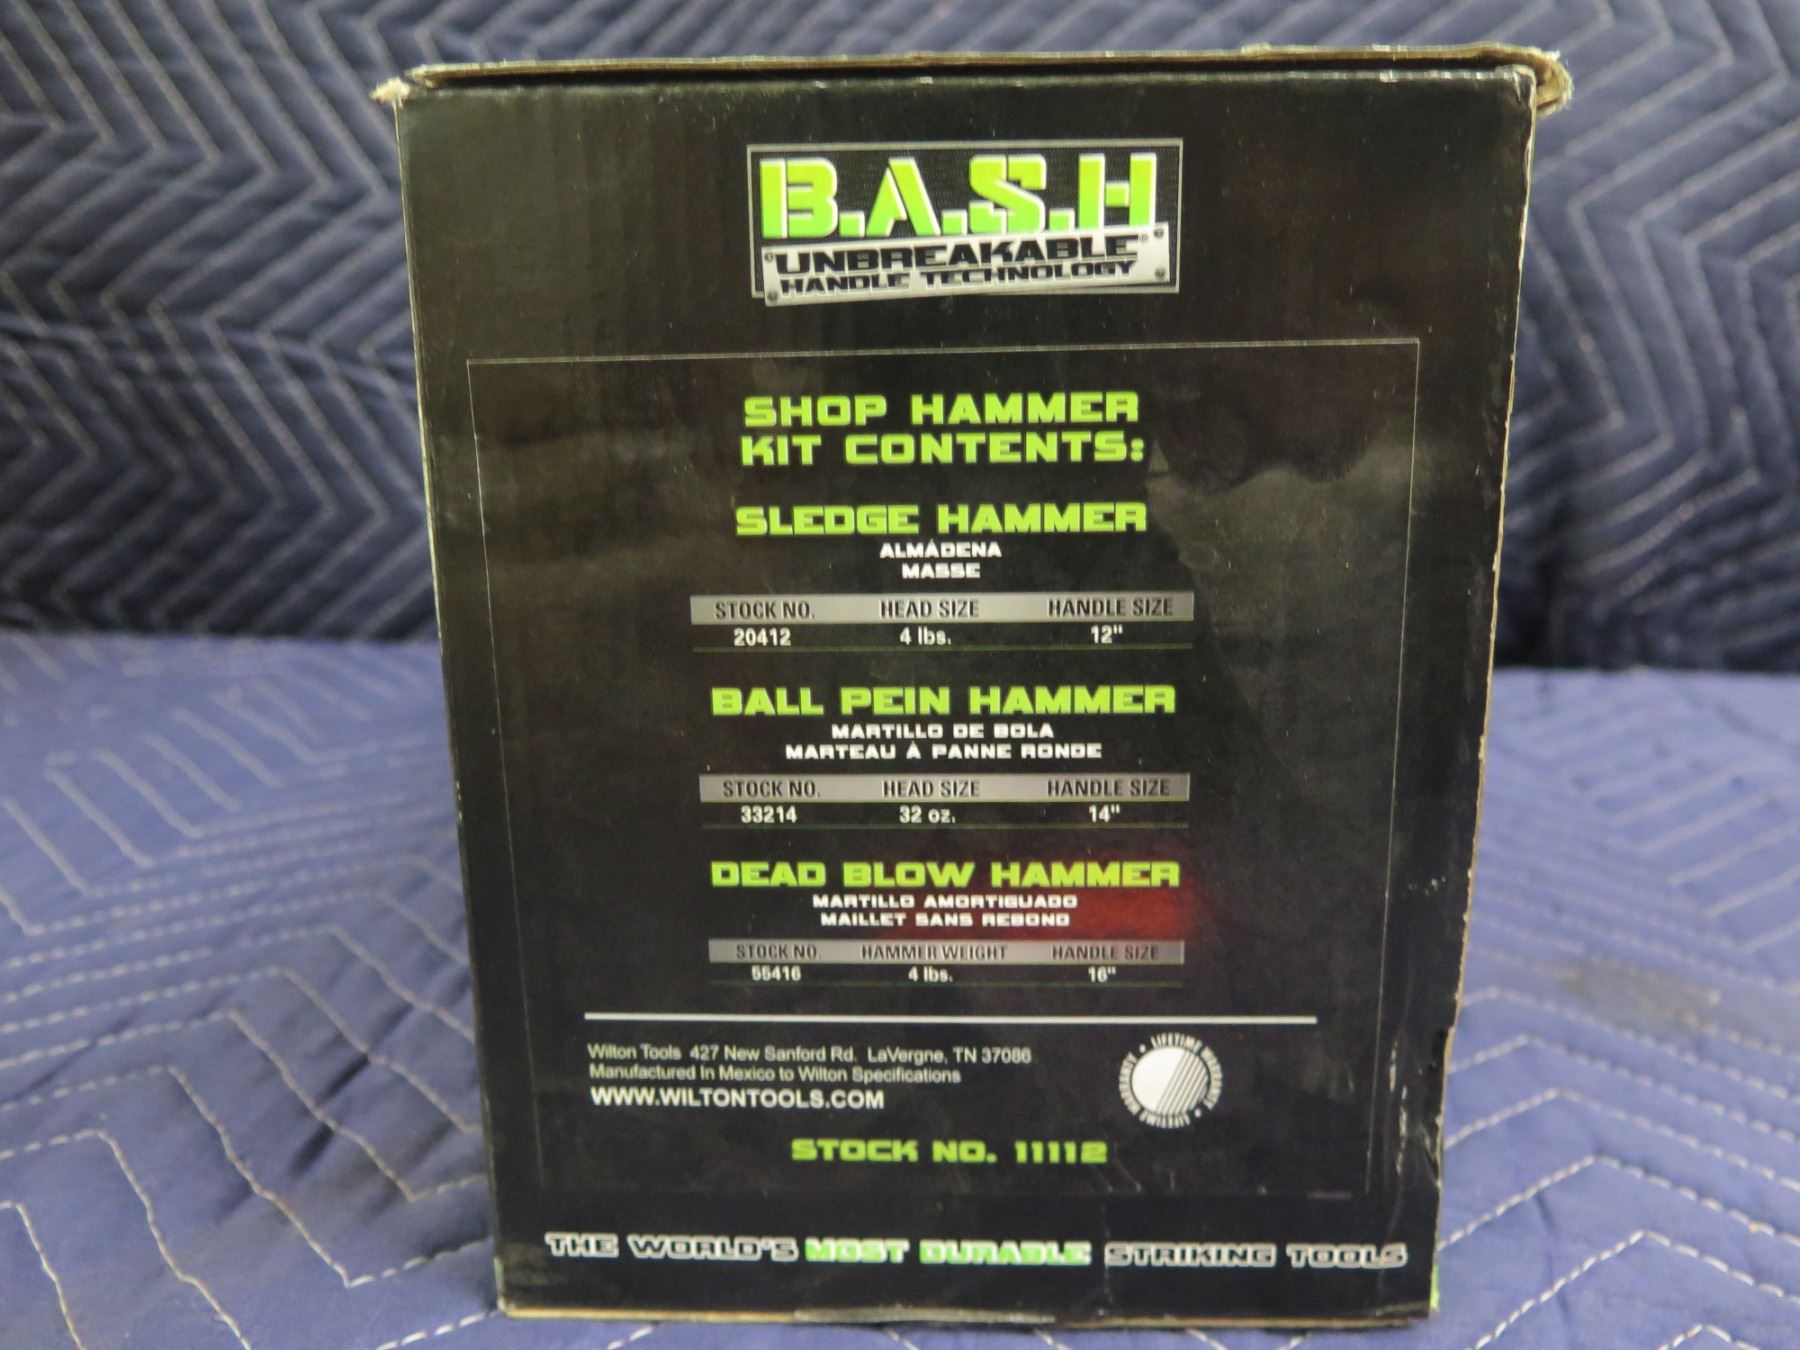 B.A.S.H
UNBREAKABLE®
HANDLE TECHNOLOGY
SHOP HAMMER
KIT CONTENTS:
SLEDGE HAMMER
ALMÁDENA
MASSE
STOCK NO. HEAD SIZE HANDLE SIZE
20412 4 lbs. 12"
BALL PEIN HAMMER
MARTILLO DE BOLA
MARTEAU À PANNE RONDE
STOCK NO. HEAD SIZE HANDLE SIZE
33214 32 oz. 14"
DEAD BLOW HAMMER
MARTILLO AMORTIGUADO
MAILLET SANS REBOND
STOCK NO. HAMMER WEIGHT HANDLE SIZE
55416 4 lbs. 16"
Wilton Tools 427 New Sanford Rd. LaVergne, TN 37086
Manufactured In Mexico to Wilton Specifications
WWW.WILTONTOOLS.COM
LIFETIME WARRANTY • LIFETIME WARRANTY •
STOCK NO. 11112
THE WORLD'S MOST DURABLE STRIKING TOOLS